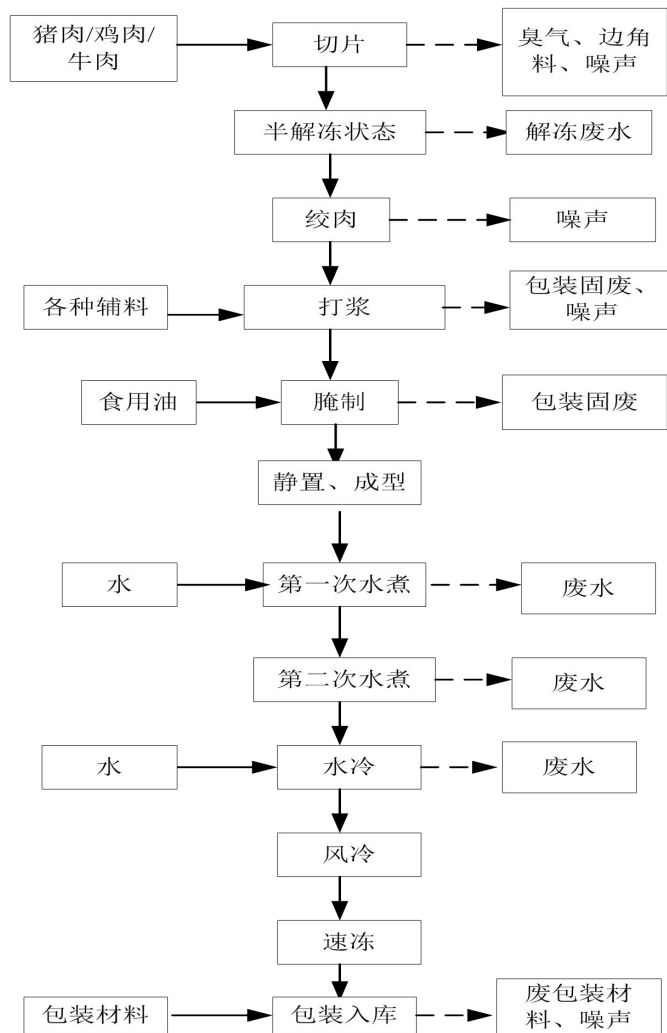 猪肉/鸡肉/
牛肉
切片
臭气、边角
料、噪声
半解冻状态
解冻废水
绞肉
噪声
各种辅料
打浆
包装固废、
噪声
食用油
腌制
包装固废
静置、成型
水
第一次水煮
废水
第二次水煮
废水
水
水冷
废水
风冷
速冻
包装材料
包装入库
废包装材
料、噪声